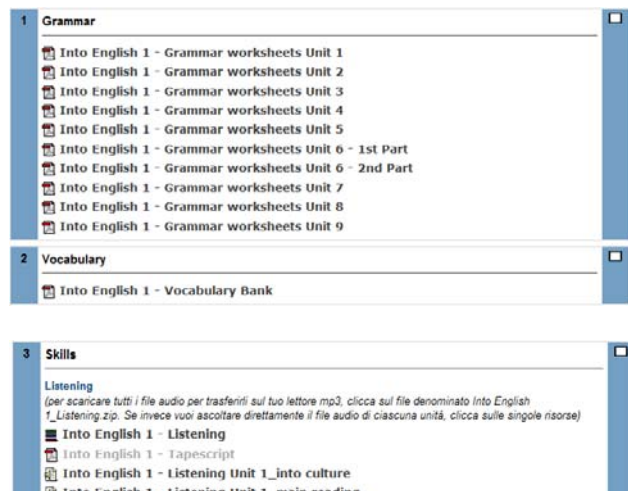 1 Grammar
Into English 1 - Grammar worksheets Unit 1
Into English 1 - Grammar worksheets Unit 2
Into English 1 - Grammar worksheets Unit 3
Into English 1 - Grammar worksheets Unit 4
Into English 1 - Grammar worksheets Unit 5
Into English 1 - Grammar worksheets Unit 6 - 1st Part
Into English 1 - Grammar worksheets Unit 6 - 2nd Part
Into English 1 - Grammar worksheets Unit 7
Into English 1 - Grammar worksheets Unit 8
Into English 1 - Grammar worksheets Unit 9
2 Vocabulary
Into English 1 - Vocabulary Bank
3 Skills
Listening
(per scaricare tutti i file audio per trasferirli sul tuo lettore mp3, clicca sul file denominato Into English
1_Listening.zip. Se invece vuoi ascoltare direttamente il file audio di ciascuna unità, clicca sulle singole risorse)
Into English 1 - Listening
Into English 1 - Tapescript
Into English 1 - Listening Unit 1_into culture
Into English 1 - Listening Unit 1_main reading